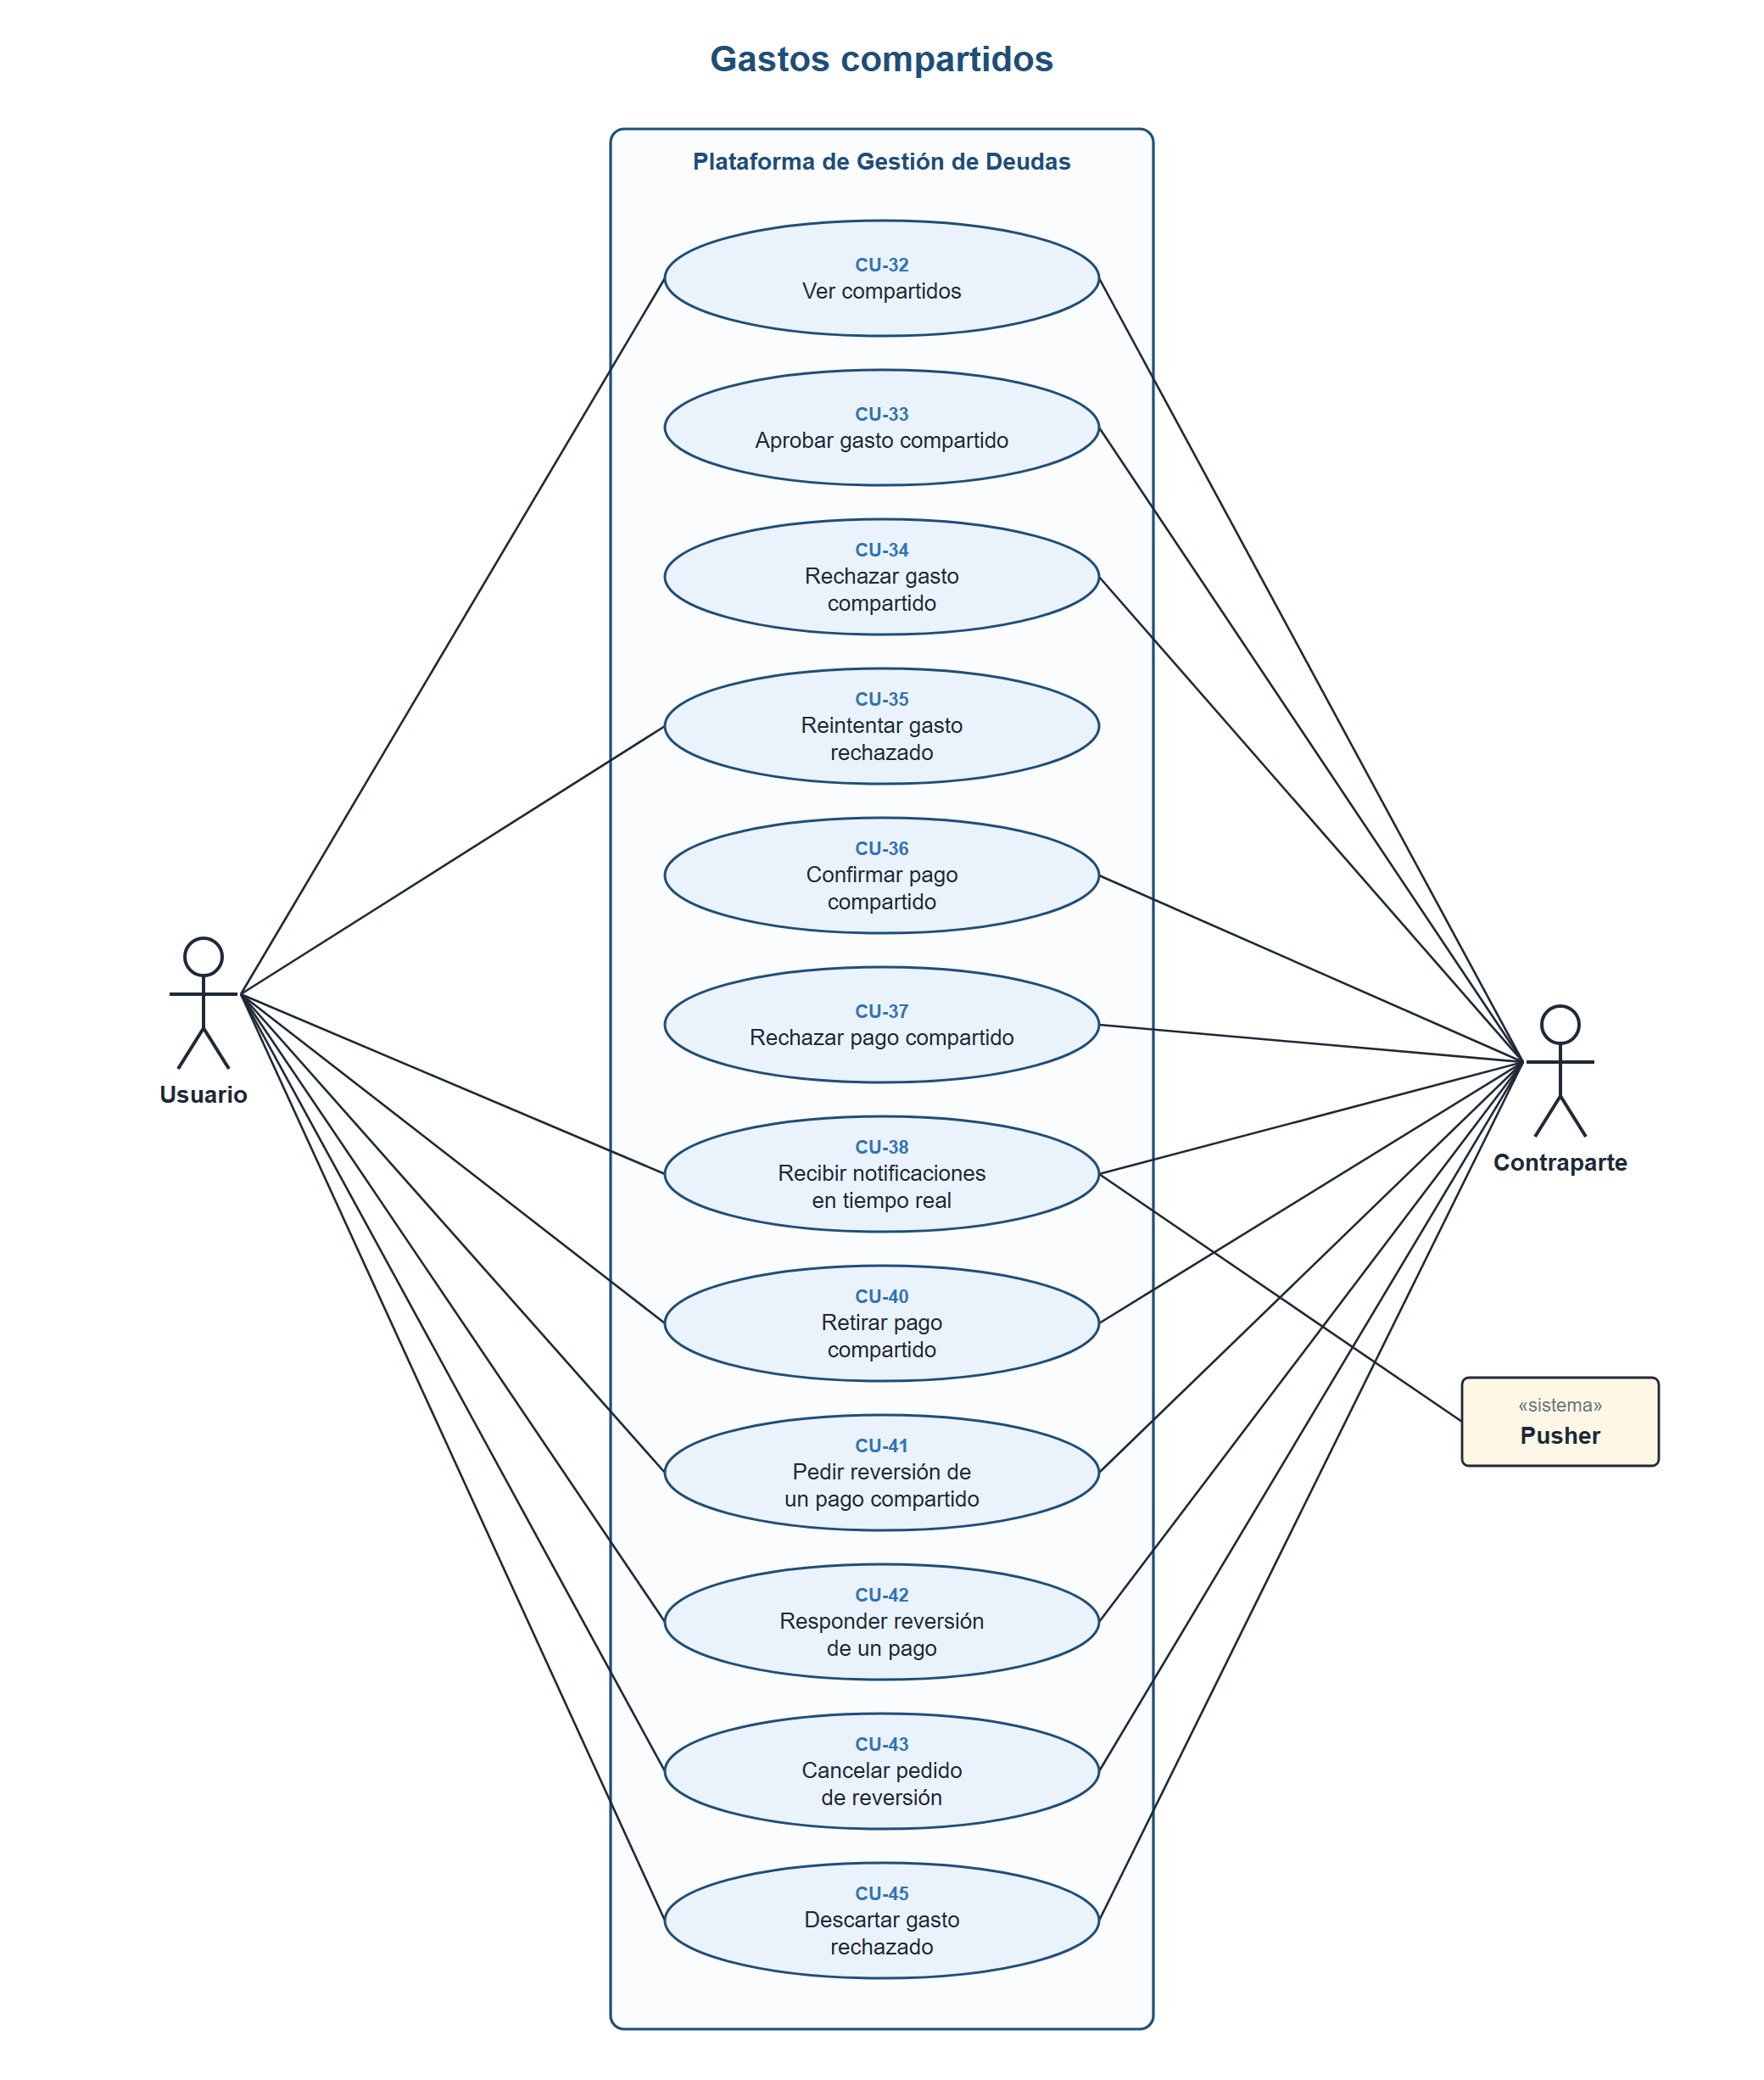 Gastos compartidos
Plataforma de Gestión de Deudas
CU-32
Ver compartidos
CU-33
Aprobar gasto compartido
CU-34
Rechazar gasto
compartido
CU-35
Reintentar gasto
rechazado
CU-36
Confirmar pago
compartido
CU-37
Rechazar pago compartido
Usuario
CU-38
Recibir notificaciones
en tiempo real
Contraparte
CU-40
Retirar pago
compartido
«sistema»
Pusher
CU-41
Pedir reversión de
un pago compartido
CU-42
Responder reversión
de un pago
CU-43
Cancelar pedido
de reversión
CU-45
Descartar gasto
rechazado